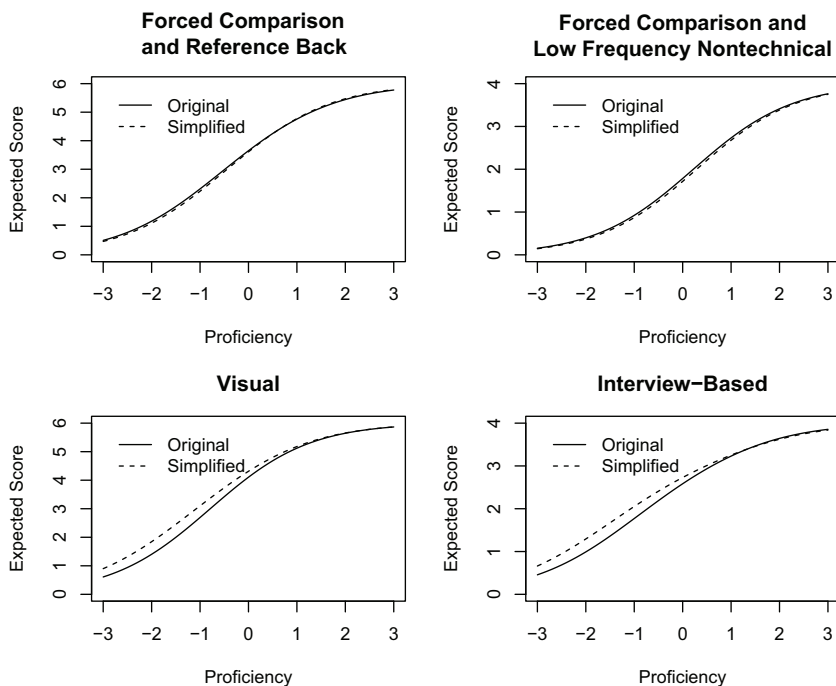 Forced Comparison
and Reference Back
Expected Score
6
5
4
3
2
1
0
Original
Simplified
−3 −2 −1 0 1 2 3
Proficiency
Forced Comparison and
Low Frequency Nontechnical
Expected Score
4
3
2
1
0
Original
Simplified
−3 −2 −1 0 1 2 3
Proficiency
Visual
Expected Score
6
5
4
3
2
1
0
Original
Simplified
−3 −2 −1 0 1 2 3
Proficiency
Interview−Based
Expected Score
4
3
2
1
0
Original
Simplified
−3 −2 −1 0 1 2 3
Proficiency